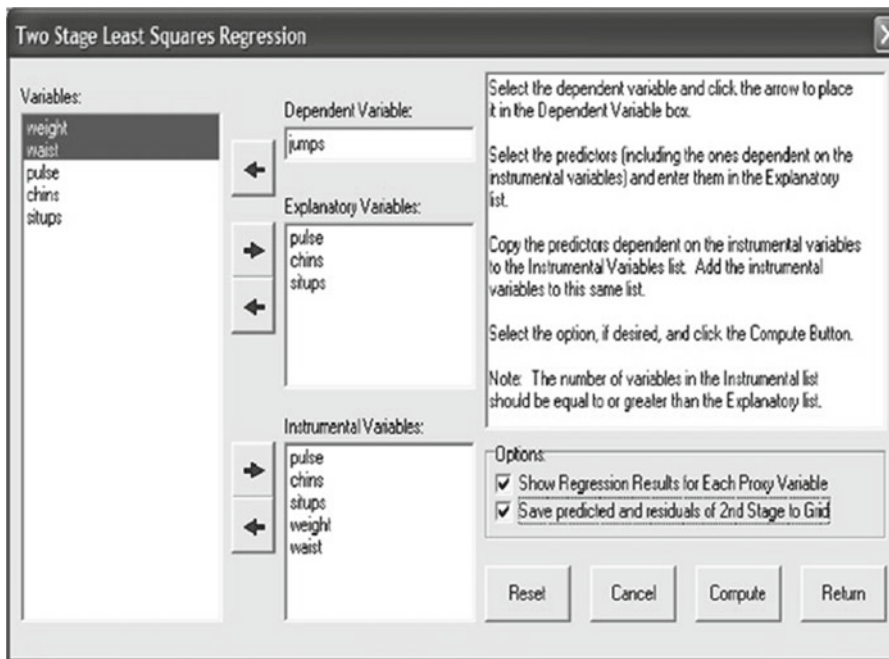 Two Stage Least Squares Regression
Variables:
weight
waist
pulse
chins
situps
Dependent Variable:
jumps
Explanatory Variables:
pulse
chins
situps
Instrumental Variables:
pulse
chins
situps
weight
waist
Select the dependent variable and click the arrow to place
it in the Dependent Variable box.
Select the predictors (including the ones dependent on the
instrumental variables) and enter them in the Explanatory
list.
Copy the predictors dependent on the instrumental variables
to the Instrumental Variables list. Add the instrumental
variables to this same list.
Select the option, if desired, and click the Compute Button.
Note: The number of variables in the Instrumental list
should be equal to or greater than the Explanatory list.
Options:
Show Regression Results for Each Proxy Variable
Save predicted and residuals of 2nd Stage to Grid
Reset
Cancel
Compute
Return